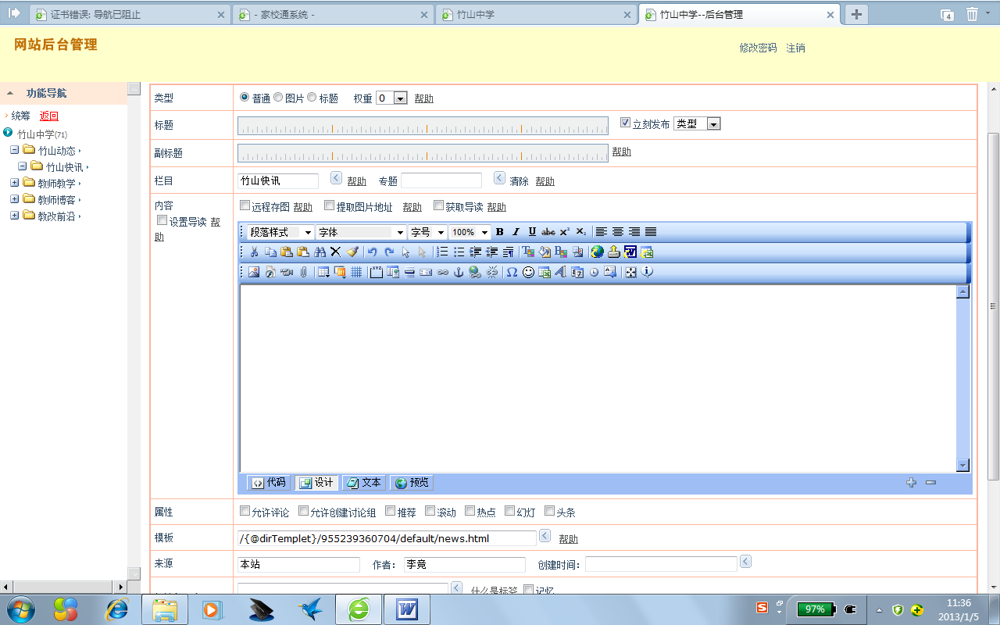 证书错误: 导航已阻止
- 家校通系统 -
竹山中学
竹山中学--后台管理
4
网站后台管理
修改密码 注销
功能导航
统筹 返回
竹山中学(71)
竹山动态
竹山快讯
教师教学
教师博客
教改前沿
类型 普通 图片 标题 权重 0 帮助
标题 立刻发布 类型
副标题 帮助
栏目 竹山快讯 帮助 专题 清除 帮助
内容 远程存图 帮助 提取图片地址 帮助 获取导读 帮助
设置导读 帮
助
段落样式 字体 字号 100% B I U abc x² x₂
代码 设计 文本 预览
属性 允许评论 允许创建讨论组 推荐 滚动 热点 幻灯 头条
模板 /{@dirTemplet}/955239360704/default/news.html 帮助
来源 本站 作者: 李竟 创建时间:
什么是标签 记忆
97%
11:36
2013/1/5